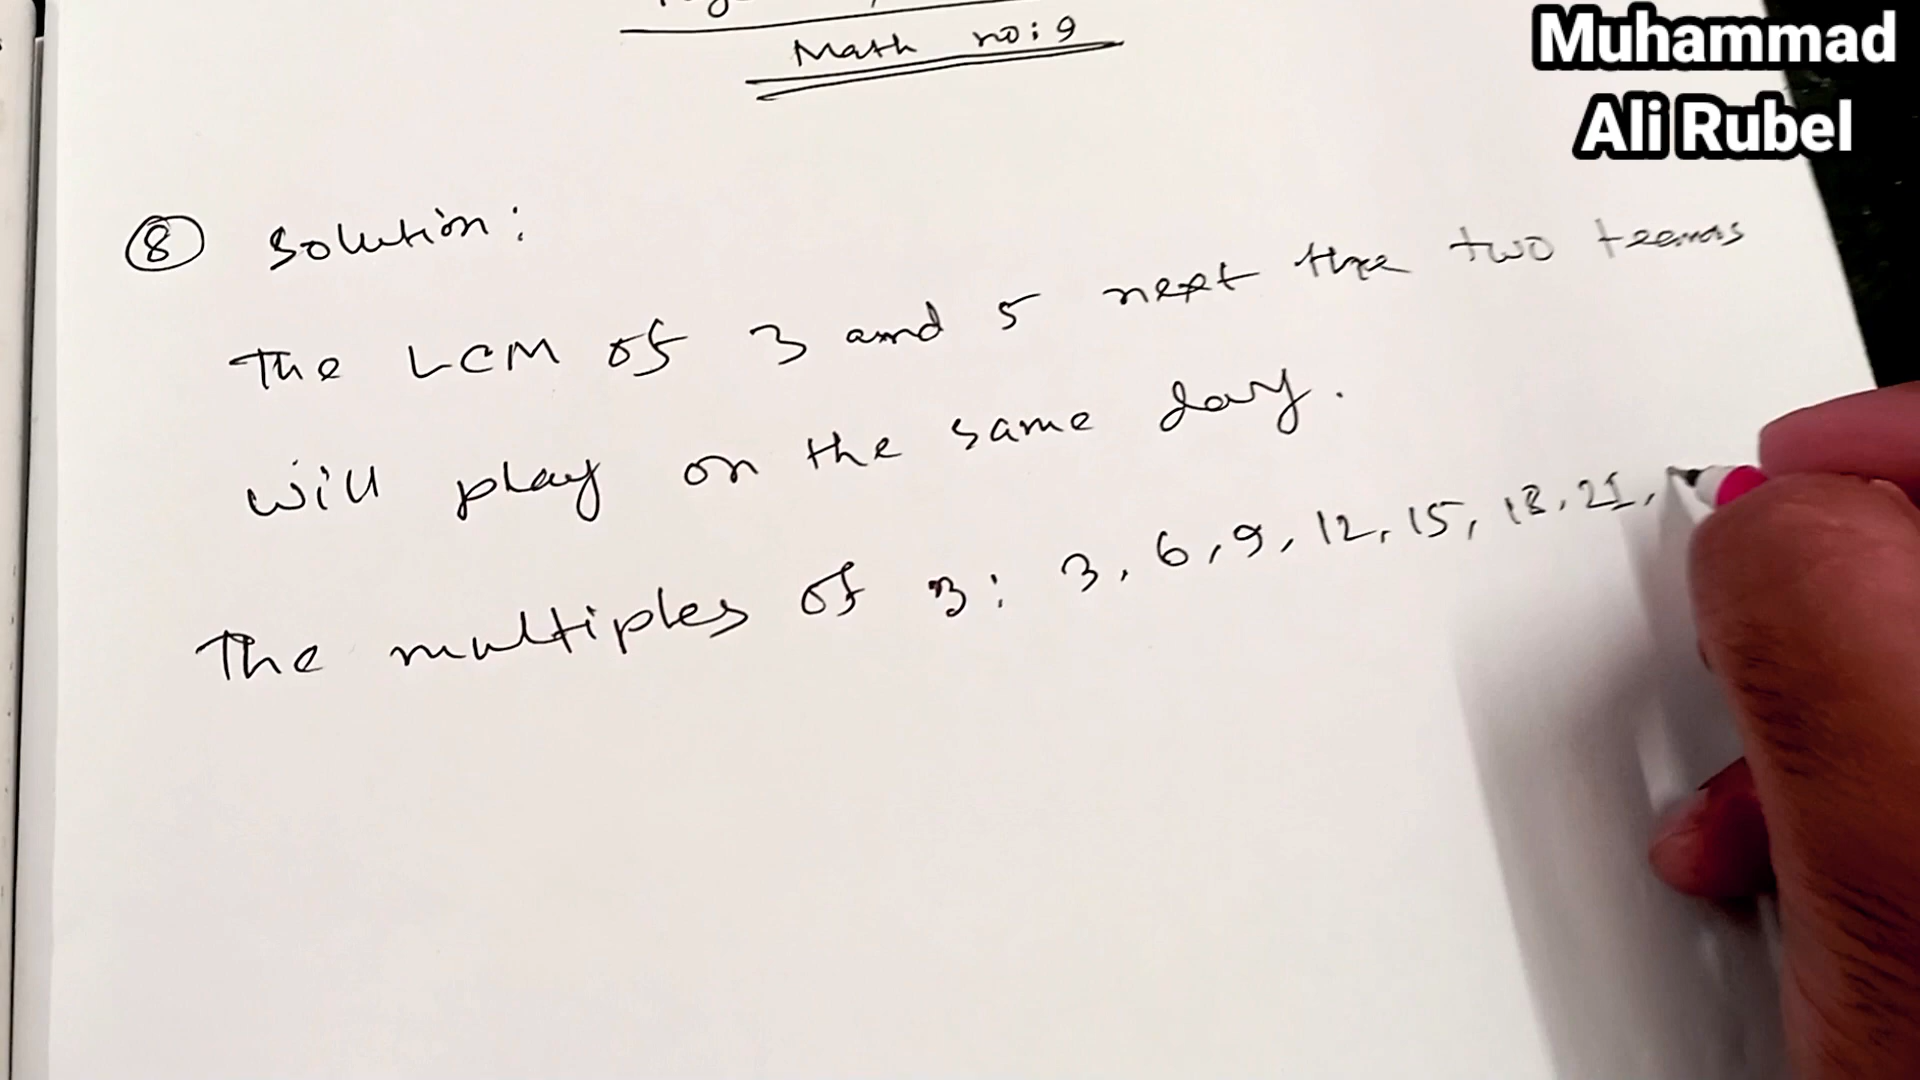 Math no: 9
Muhammad
Ali Rubel
8 Solution:
The LCM of 3 and 5 next the two teams
will play on the same day.
The multiples of 3: 3, 6, 9, 12, 15, 18, 21,